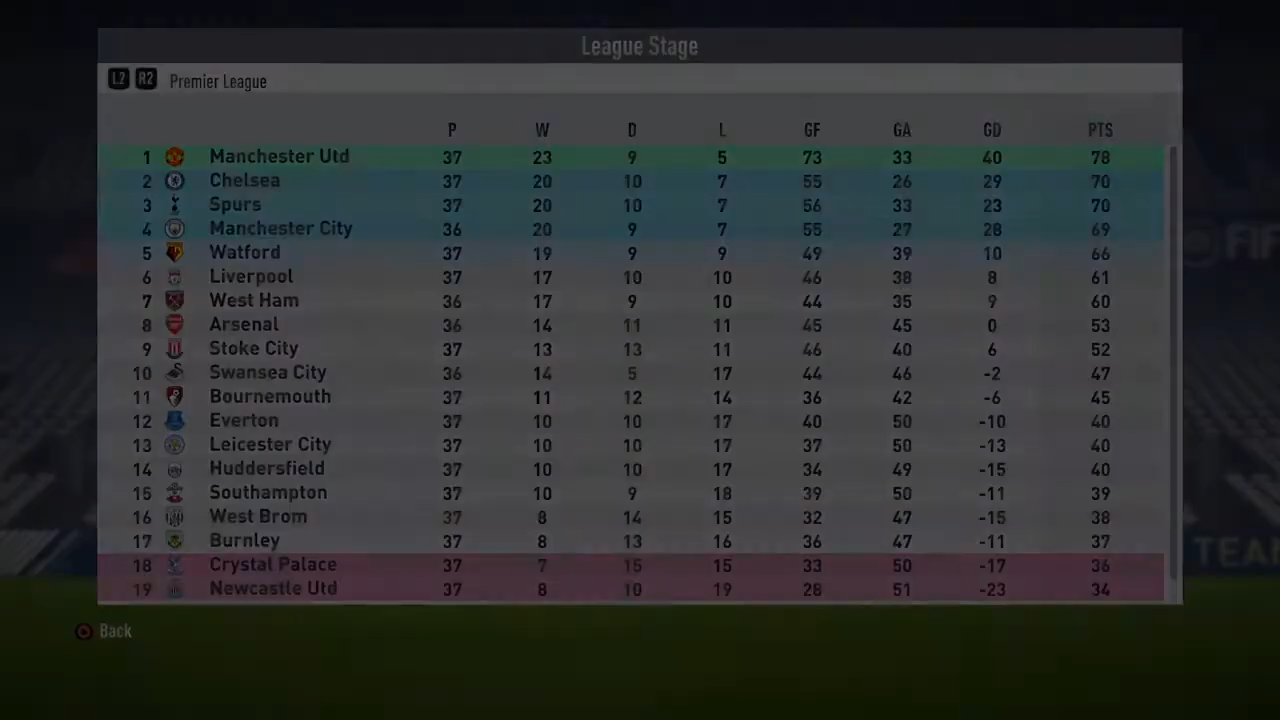 League Stage
L2 R2 Premier League
P W D L GF GA GD PTS
1 Manchester Utd 37 23 9 5 73 33 40 78
2 Chelsea 37 20 10 7 55 26 29 70
3 Spurs 37 20 10 7 56 33 23 70
4 Manchester City 36 20 9 7 55 27 28 69
5 Watford 37 19 9 9 49 39 10 66
6 Liverpool 37 17 10 10 46 38 8 61
7 West Ham 36 17 9 10 44 35 9 60
8 Arsenal 36 14 11 11 45 45 0 53
9 Stoke City 37 13 13 11 46 40 6 52
10 Swansea City 36 14 5 17 44 46 -2 47
11 Bournemouth 37 11 12 14 36 42 -6 45
12 Everton 37 10 10 17 40 50 -10 40
13 Leicester City 37 10 10 17 37 50 -13 40
14 Huddersfield 37 10 10 17 34 49 -15 40
15 Southampton 37 10 9 18 39 50 -11 39
16 West Brom 37 8 14 15 32 47 -15 38
17 Burnley 37 8 13 16 36 47 -11 37
18 Crystal Palace 37 7 15 15 33 50 -17 36
19 Newcastle Utd 37 8 10 19 28 51 -23 34
Back
FIF
TEAM